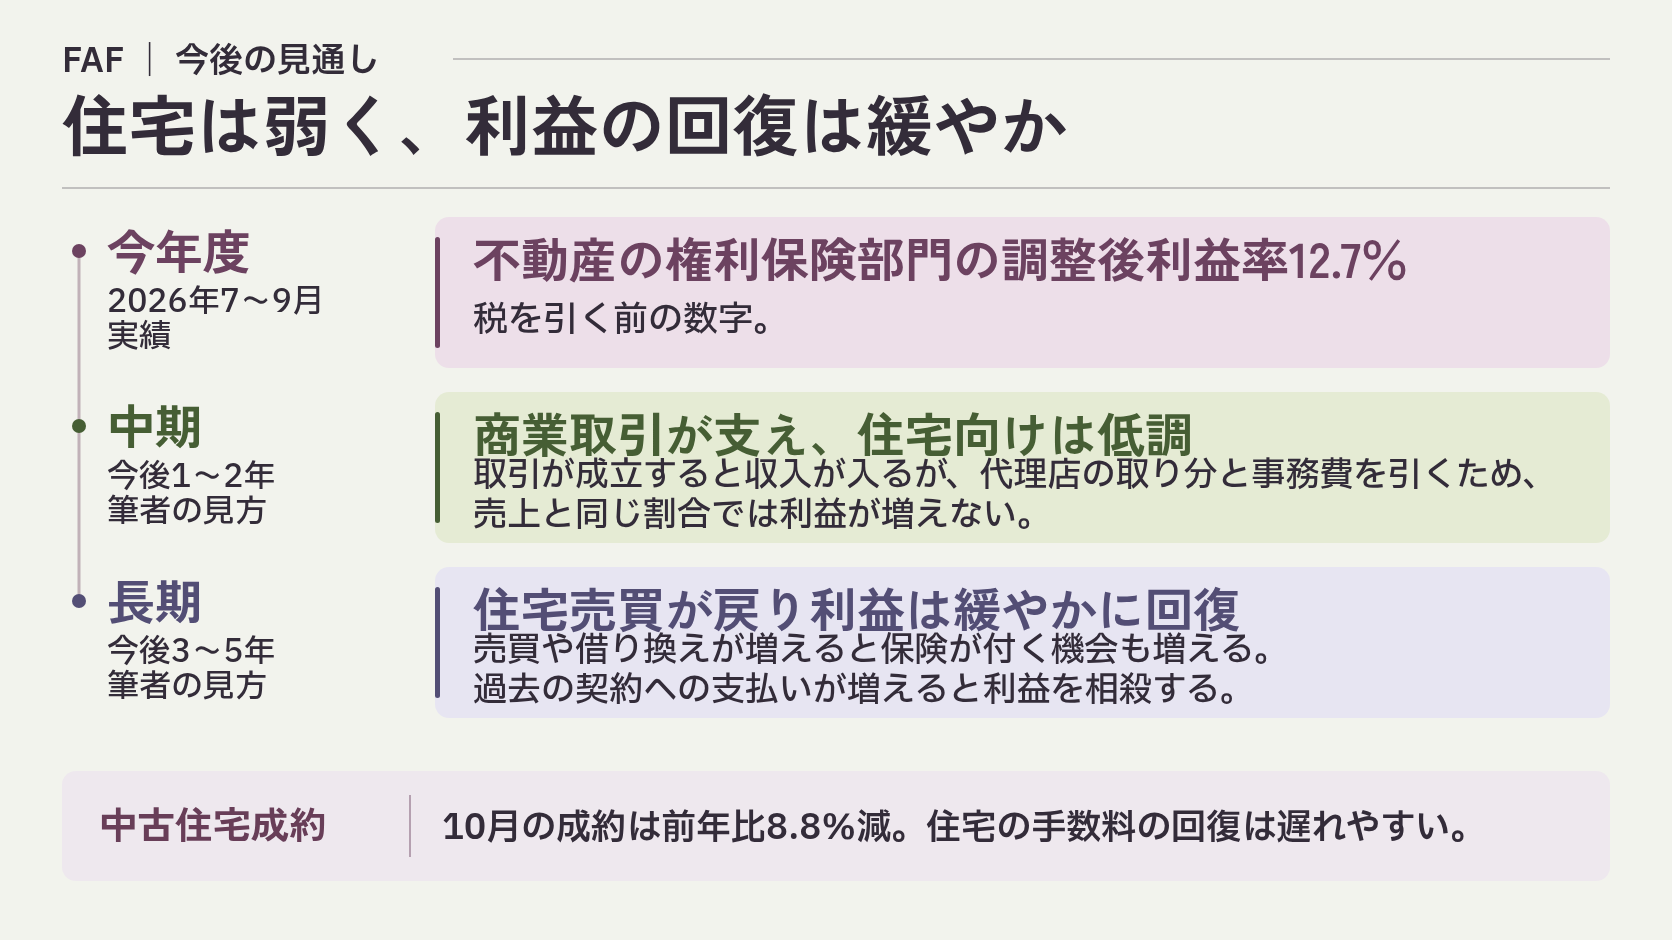 FAF │ 今後の見通し
住宅は弱く、利益の回復は緩やか
今年度
2026年7～9月
実績
不動産の権利保険部門の調整後利益率12.7%
税を引く前の数字。
中期
今後1～2年
筆者の見方
商業取引が支え、住宅向けは低調
取引が成立すると収入が入るが、代理店の取り分と事務費を引くため、
売上と同じ割合では利益が増えない。
長期
今後3～5年
筆者の見方
住宅売買が戻り利益は緩やかに回復
売買や借り換えが増えると保険が付く機会も増える。
過去の契約への支払いが増えると利益を相殺する。
中古住宅成約
10月の成約は前年比8.8%減。住宅の手数料の回復は遅れやすい。